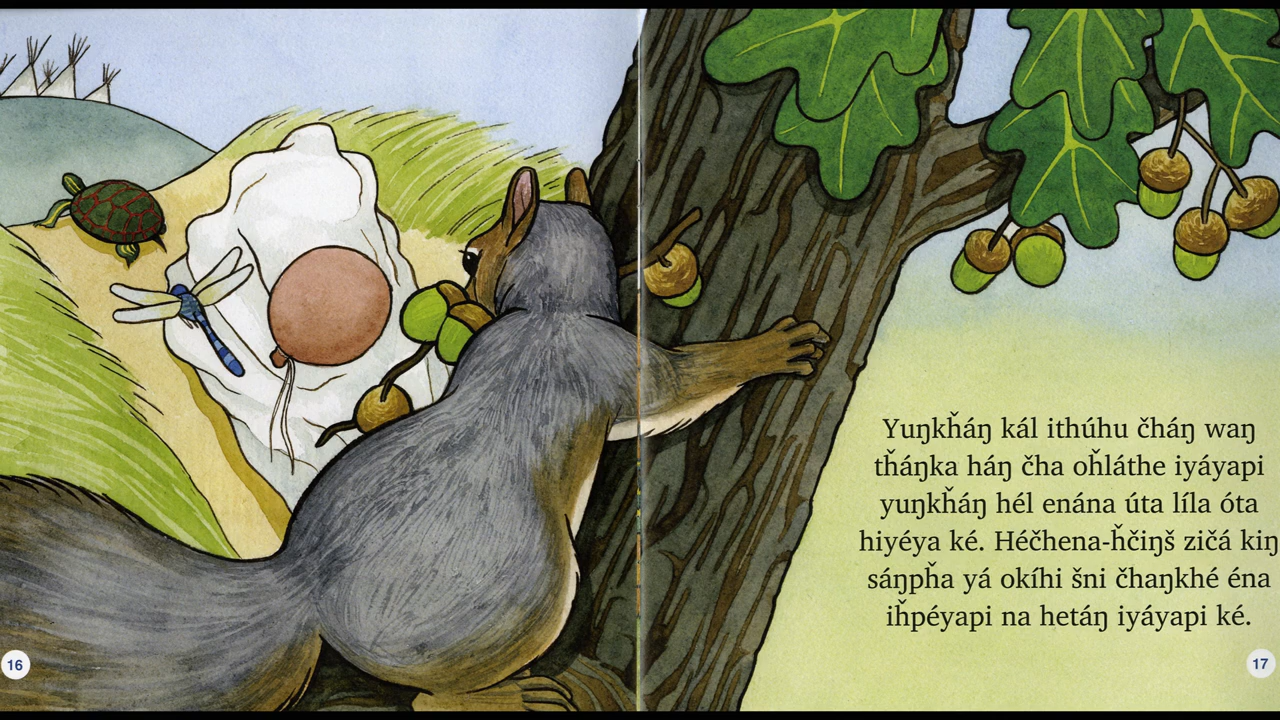 Yuŋkȟáŋ kál ithúhu čháŋ waŋ
tȟáŋka háŋ čha oȟláthe iyáyapi
yuŋkȟáŋ hél enána úta líla óta
hiyéya ké. Héčhena-ȟčiŋš zičá kiŋ
sáŋpȟa yá okíhi šni čhaŋkhé éna
iȟpéyapi na hetáŋ iyáyapi ké.
16
17